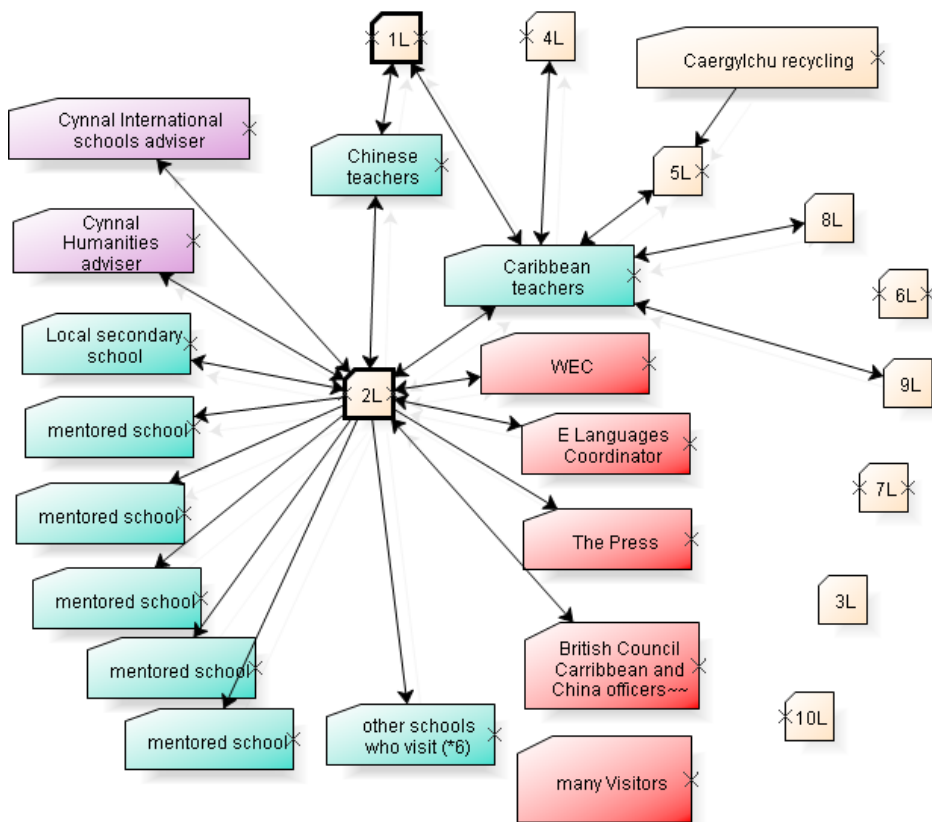 1L
4L
Caergylchu recycling
Cynnal International
schools adviser
Chinese
teachers
5L
Cynnal
Humanities
adviser
8L
Caribbean
teachers
6L
Local secondary
school
WEC
2L
9L
mentored school
E Languages
Coordinator
7L
mentored school
The Press
mentored school
3L
mentored school
British Council
Carribbean and
China officers~~
10L
mentored school
other schools
who visit (*6)
many Visitors